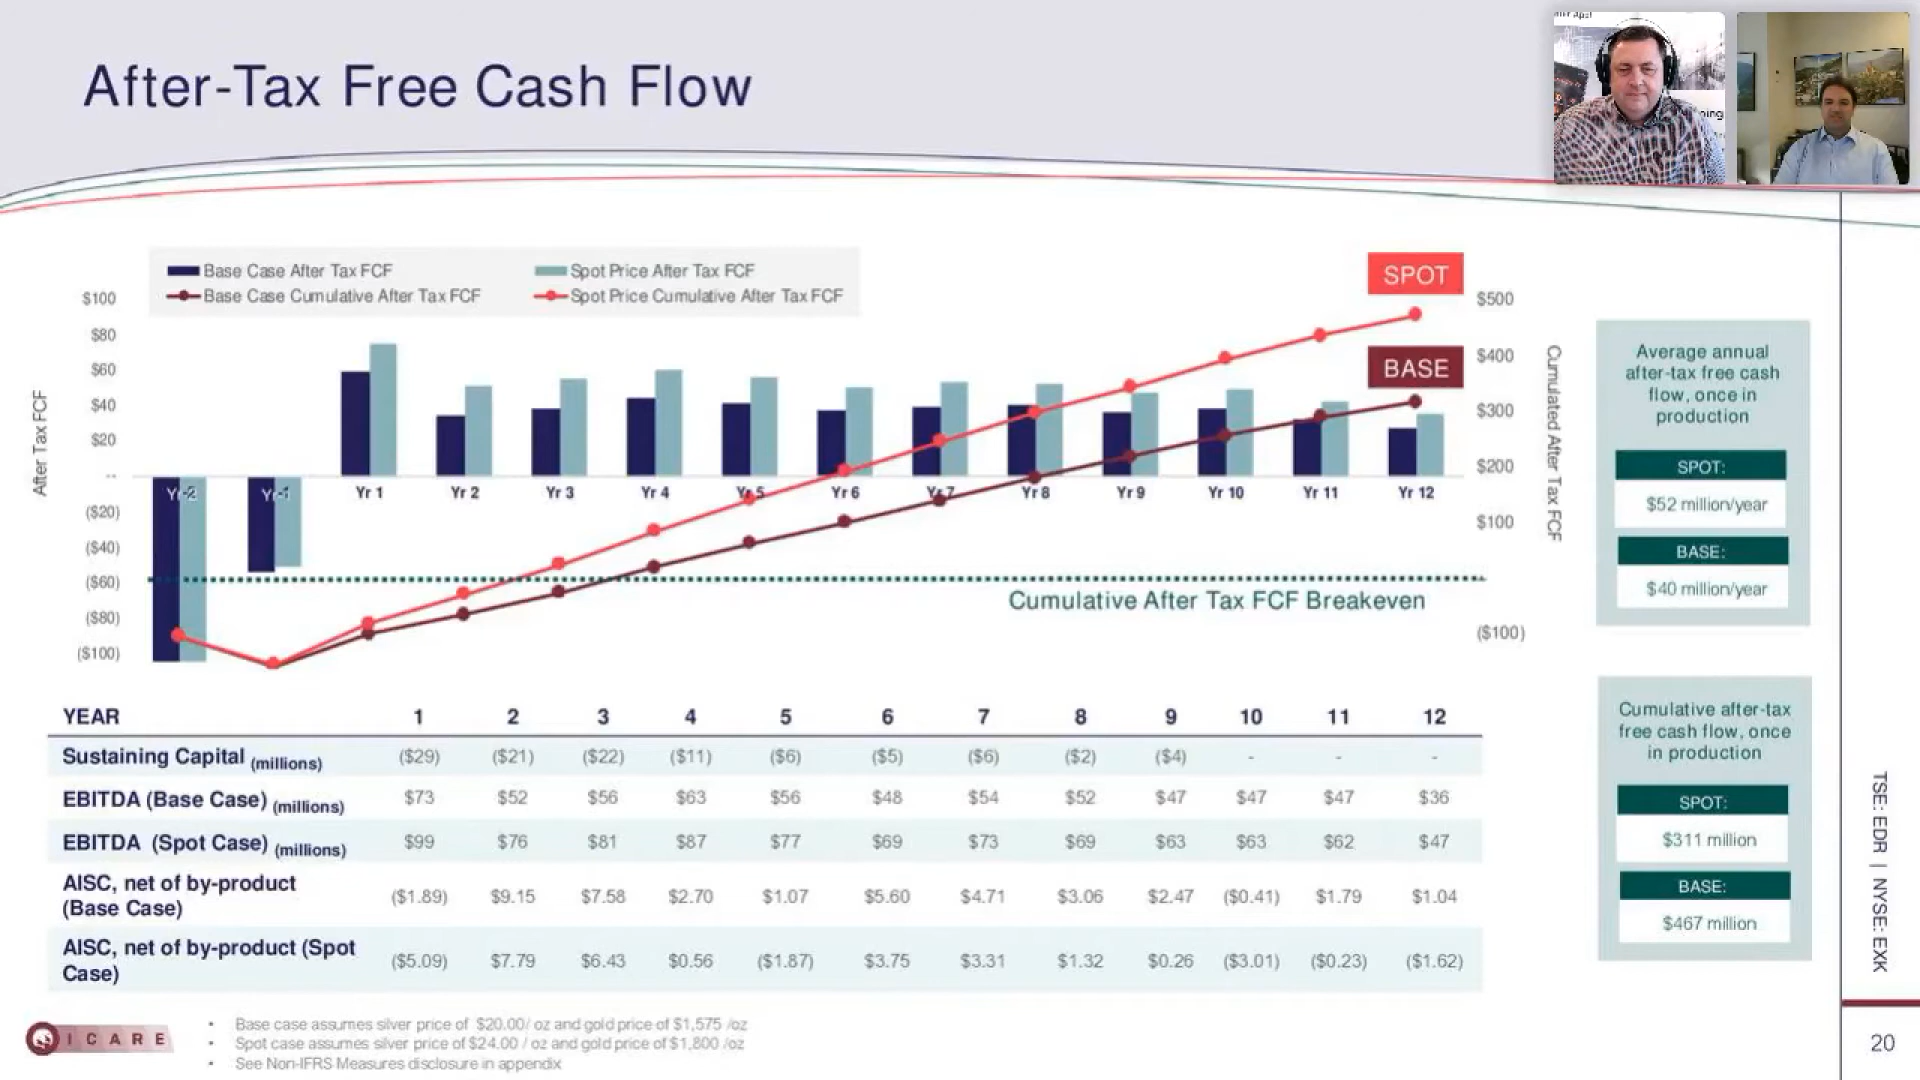 After-Tax Free Cash Flow
Base Case After Tax FCF
Spot Price After Tax FCF
Base Case Cumulative After Tax FCF
Spot Price Cumulative After Tax FCF
SPOT
BASE
After Tax FCF
$100
$80
$60
$40
$20
--
($20)
($40)
($60)
($80)
($100)
Yr-2 Yr-1 Yr 1 Yr 2 Yr 3 Yr 4 Yr 5 Yr 6 Yr 7 Yr 8 Yr 9 Yr 10 Yr 11 Yr 12
$500
$400
$300
$200
$100
($100)
Cumulated After Tax FCF
Cumulative After Tax FCF Breakeven
Average annual
after-tax free cash
flow, once in
production
SPOT:
$52 million/year
BASE:
$40 million/year
Cumulative after-tax
free cash flow, once
in production
SPOT:
$311 million
BASE:
$467 million
YEAR 1 2 3 4 5 6 7 8 9 10 11 12
Sustaining Capital (millions) ($29) ($21) ($22) ($11) ($6) ($5) ($6) ($2) ($4) - - -
EBITDA (Base Case) (millions) $73 $52 $56 $63 $56 $48 $54 $52 $47 $47 $47 $36
EBITDA (Spot Case) (millions) $99 $76 $81 $87 $77 $69 $73 $69 $63 $63 $62 $47
AISC, net of by-product
(Base Case) ($1.89) $9.15 $7.58 $2.70 $1.07 $5.60 $4.71 $3.06 $2.47 ($0.41) $1.79 $1.04
AISC, net of by-product (Spot
Case) ($5.09) $7.79 $6.43 $0.56 ($1.87) $3.75 $3.31 $1.32 $0.26 ($3.01) ($0.23) ($1.62)
ICARE
• Base case assumes silver price of $20.00/ oz and gold price of $1,575 /oz
• Spot case assumes silver price of $24.00 / oz and gold price of $1,800 /oz
• See Non-IFRS Measures disclosure in appendix
TSE: EDR | NYSE: EXK
20